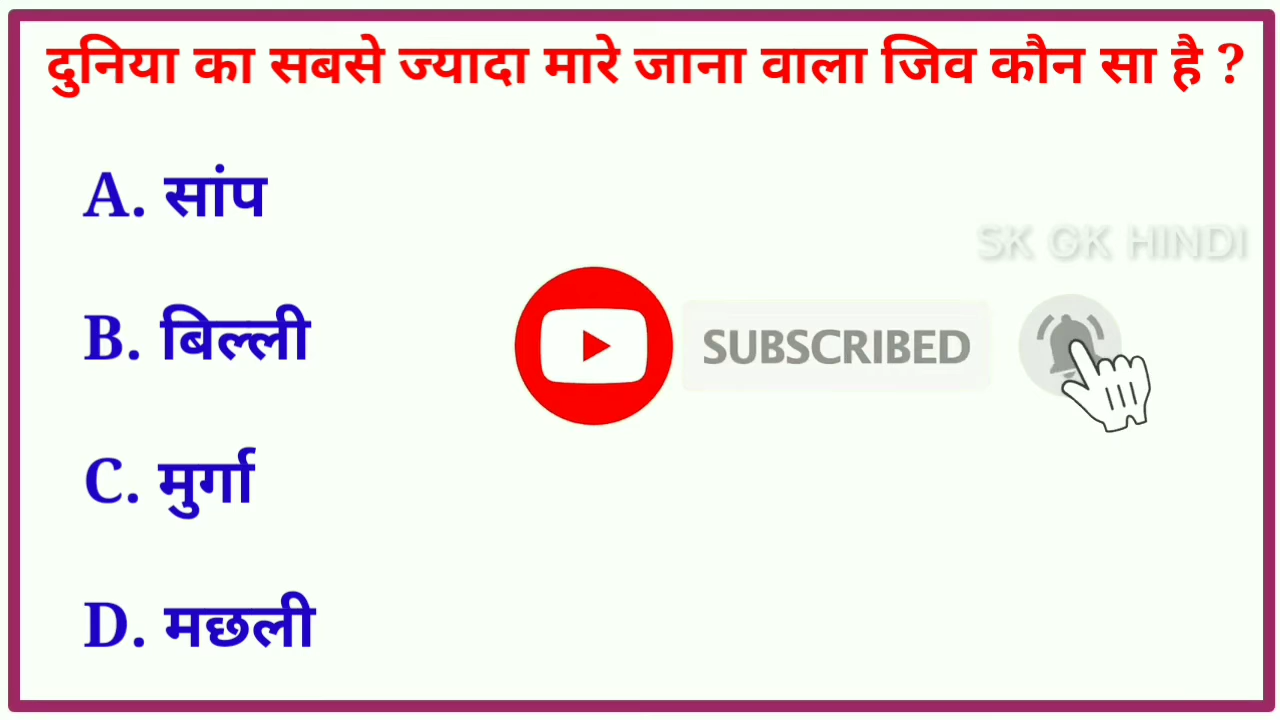 दुनिया का सबसे ज्यादा मारे जाना वाला जिव कौन सा है ?
A. सांप
SK GK HINDI
B. बिल्ली
SUBSCRIBED
C. मुर्गा
D. मछली